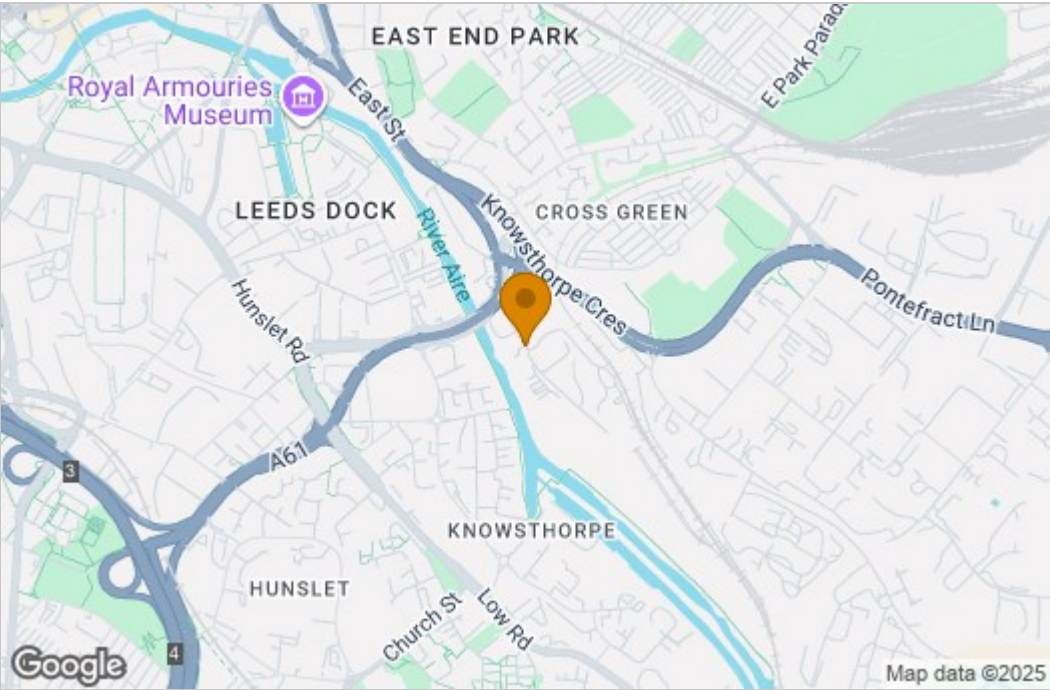 EAST END PARK
E Park Parad
Royal Armouries
Museum
East St
LEEDS DOCK
Knowsthorpe Cres
CROSS GREEN
River Aire
Pontefract Ln
Hunslet Rd
A61
3
KNOWSTHORPE
HUNSLET
Church St
Low Rd
4
Google
Map data ©2025